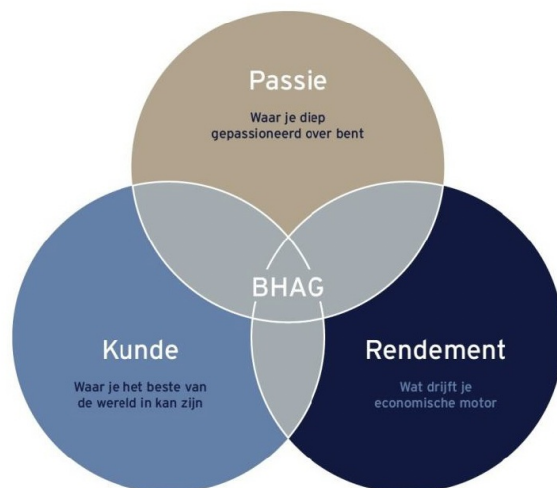 Passie
Waar je diep
gepassioneerd over bent
BHAG
Kunde
Waar je het beste van
de wereld in kan zijn
Rendement
Wat drijft je
economische motor